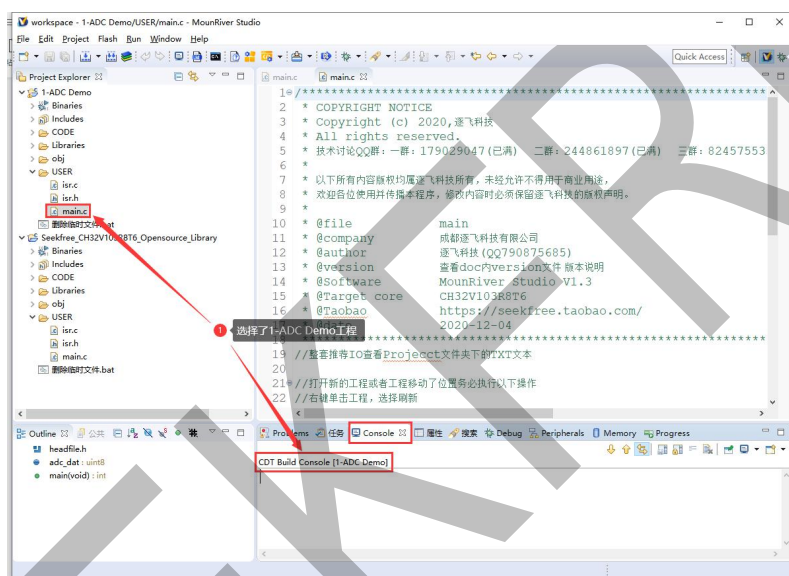 workspace - 1-ADC Demo/USER/main.c - MounRiver Studio
File Edit Project Flash Run Window Help
Quick Access
Project Explorer
1-ADC Demo
Binaries
Includes
CODE
Libraries
obj
USER
isr.c
isr.h
main.c
删除临时文件.bat
Seekfree_CH32V103R8T6_Opensource_Library
Binaries
Includes
CODE
Libraries
obj
USER
isr.c
isr.h
main.c
删除临时文件.bat
1 选择了1-ADC Demo工程
main.c main.c
1 /*********************************************************************
2 * COPYRIGHT NOTICE
3 * Copyright (c) 2020,逐飞科技
4 * All rights reserved.
5 * 技术讨论QQ群：一群：179029047(已满) 二群：244861897(已满) 三群：82457553
6 *
7 * 以下所有内容版权均属逐飞科技所有，未经允许不得用于商业用途，
8 * 欢迎各位使用并传播本程序，修改内容时必须保留逐飞科技的版权声明。
9 *
10 * @file main
11 * @company 成都逐飞科技有限公司
12 * @author 逐飞科技(QQ790875685)
13 * @version 查看doc内version文件 版本说明
14 * @Software MounRiver Studio V1.3
15 * @Target core CH32V103R8T6
16 * @Taobao https://seekfree.taobao.com/
17 * @date 2020-12-04
18 *********************************************************************
19 //整套推荐IO查看Projecct文件夹下的TXT文本
20
21 //打开新的工程或者工程移动了位置务必执行以下操作
22 //右键单击工程，选择刷新
Outline 公共
headfile.h
adc_dat : uint8
main(void) : int
Problems 任务 Console 属性 搜索 Debug Peripherals Memory Progress
CDT Build Console [1-ADC Demo]